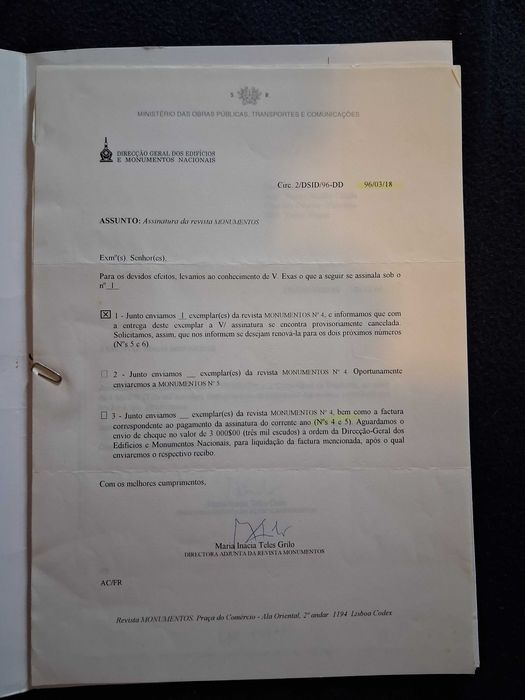 S. R.
MINISTÉRIO DAS OBRAS PÚBLICAS, TRANSPORTES E COMUNICAÇÕES
DIRECÇÃO GERAL DOS EDIFÍCIOS
E MONUMENTOS NACIONAIS
Circ. 2/DSID/96-DD 96/03/18
ASSUNTO: Assinatura da revista MONUMENTOS
Exmº(s). Senhor(es),
Para os devidos efeitos, levamos ao conhecimento de V. Exas o que a seguir se assinala sob o
nº 1
☒ 1 - Junto enviamos 1 exemplar(es) da revista MONUMENTOS Nº 4, e informamos que com
a entrega deste exemplar a V/ assinatura se encontra provisoriamente cancelada.
Solicitamos, assim, que nos informem se desejam renová-la para os dois próximos números
(Nºs 5 e 6).
☐ 2 - Junto enviamos __ exemplar(es) da revista MONUMENTOS Nº 4. Oportunamente
enviaremos a MONUMENTOS Nº 5.
☐ 3 - Junto enviamos __ exemplar(es) da revista MONUMENTOS Nº 4, bem como a factura
correspondente ao pagamento da assinatura do corrente ano (Nºs 4 e 5). Aguardamos o
envio de cheque no valor de 3 000$00 (três mil escudos) à ordem da Direcção-Geral dos
Edifícios e Monumentos Nacionais, para liquidação da factura mencionada, após o qual
enviaremos o respectivo recibo.
Com os melhores cumprimentos,
Maria Inácia Teles Grilo
DIRECTORA ADJUNTA DA REVISTA MONUMENTOS
AC/FR
Revista MONUMENTOS. Praça do Comércio - Ala Oriental, 2º andar 1194 Lisboa Codex